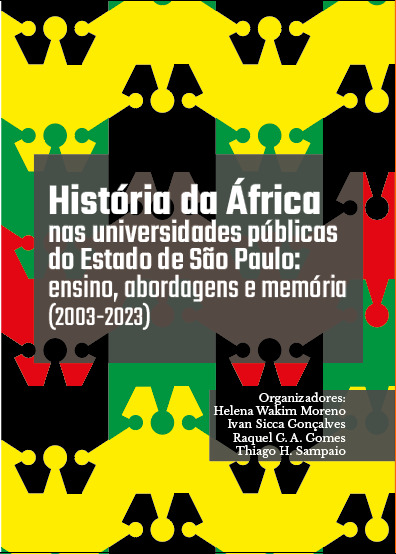 História da África
nas universidades públicas
do Estado de São Paulo:
ensino, abordagens e memória
(2003-2023)
Organizadores:
Helena Wakim Moreno
Ivan Sicca Gonçalves
Raquel G. A. Gomes
Thiago H. Sampaio